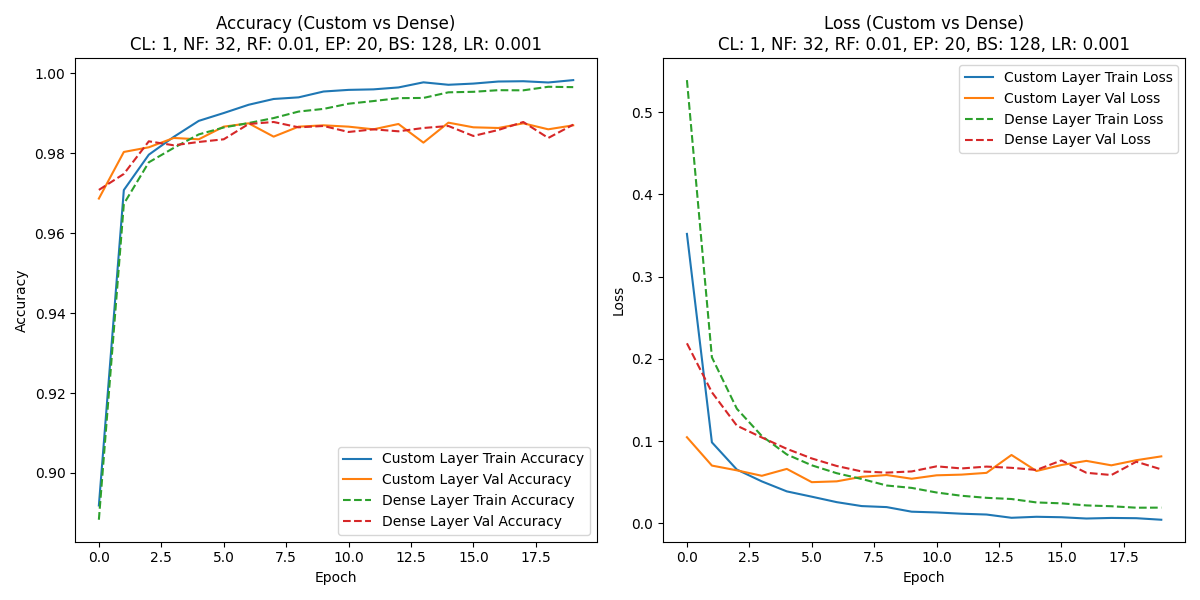 Accuracy (Custom vs Dense)
CL: 1, NF: 32, RF: 0.01, EP: 20, BS: 128, LR: 0.001
1.00
0.98
0.96
0.94
0.92
0.90
Accuracy
Custom Layer Train Accuracy
Custom Layer Val Accuracy
Dense Layer Train Accuracy
Dense Layer Val Accuracy
0.0 2.5 5.0 7.5 10.0 12.5 15.0 17.5
Epoch
Loss (Custom vs Dense)
CL: 1, NF: 32, RF: 0.01, EP: 20, BS: 128, LR: 0.001
Custom Layer Train Loss
Custom Layer Val Loss
Dense Layer Train Loss
Dense Layer Val Loss
0.5
0.4
0.3
0.2
0.1
0.0
Loss
0.0 2.5 5.0 7.5 10.0 12.5 15.0 17.5
Epoch